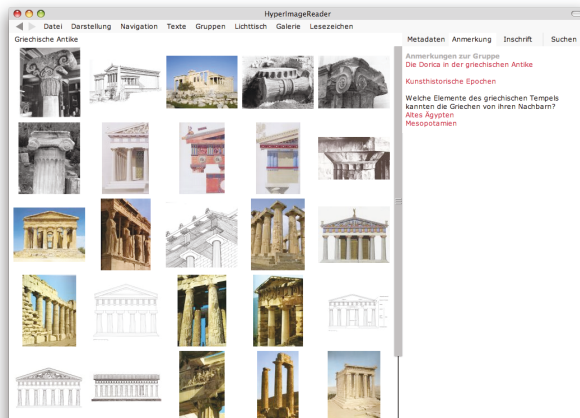 HyperImageReader
Datei Darstellung Navigation Texte Gruppen Lichttisch Galerie Lesezeichen
Griechische Antike
Metadaten Anmerkung Inschrift Suchen
Anmerkungen zur Gruppe
Die Dorica in der griechischen Antike
Kunsthistorische Epochen
Welche Elemente des griechischen Tempels
kannten die Griechen von ihren Nachbarn?
Altes Ägypten
Mesopotamien